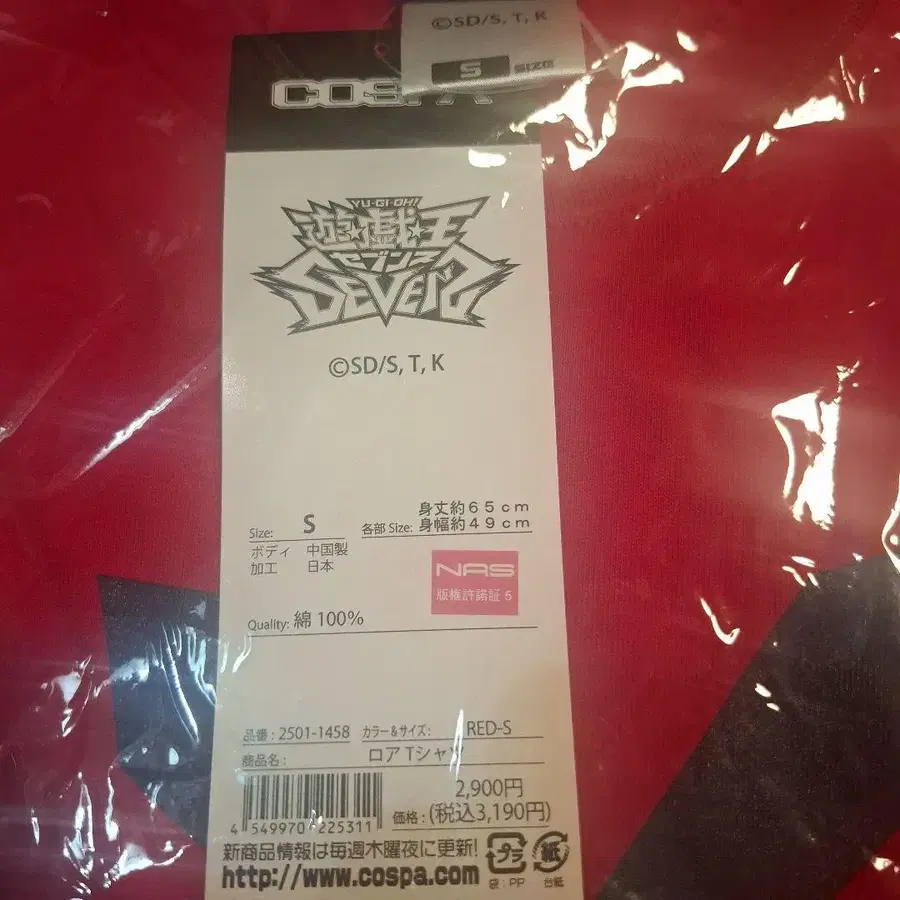 ©SD/S, T, K
S SIZE
COSPA
YU-GI-OH!
遊☆戯☆王
セブンス
SEVENS
©SD/S, T, K
Size: S 各部 Size: 身丈約65cm
身幅約49cm
ボディ 中国製
加工 日本
NAS
版権許諾証 5
Quality: 綿 100%
品番: 2501-1458 カラー&サイズ: RED-S
商品名: ロア Tシャツ
2,900円
価格: (税込3,190円)
4 549970 225311
新商品情報は毎週木曜夜に更新!
http://www.cospa.com
プラ 紙
袋:PP 台紙